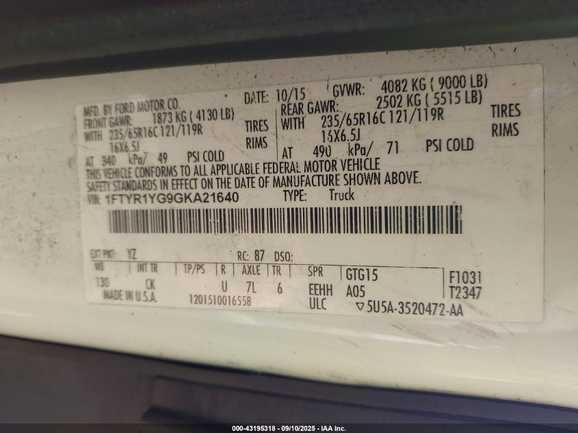 MFD. BY FORD MOTOR CO.
DATE: 10/15 GVWR: 4082 KG ( 9000 LB)
FRONT GAWR: 1873 KG ( 4130 LB)
REAR GAWR: 2502 KG ( 5515 LB)
WITH 235/65R16C 121/119R TIRES
WITH 235/65R16C 121/119R TIRES
16X6.5J RIMS
16X6.5J RIMS
AT 340 kPa/ 49 PSI COLD
AT 490 kPa/ 71 PSI COLD
THIS VEHICLE CONFORMS TO ALL APPLICABLE FEDERAL MOTOR VEHICLE
SAFETY STANDARDS IN EFFECT ON THE DATE OF MANUFACTURE SHOWN ABOVE.
VIN: 1FTYR1YG9GKA21640 TYPE: Truck
EXT PNT: YZ RC: 87 DSO:
WB INT TR TP/PS R AXLE TR SPR GTG15 F1031
130 CK U 7L 6 EEHH A05 T2347
MADE IN U.S.A. 12015100 16558 ULC ▽5U5A-3520472-AA
000-43195318 - 09/10/2025 - IAA Inc.